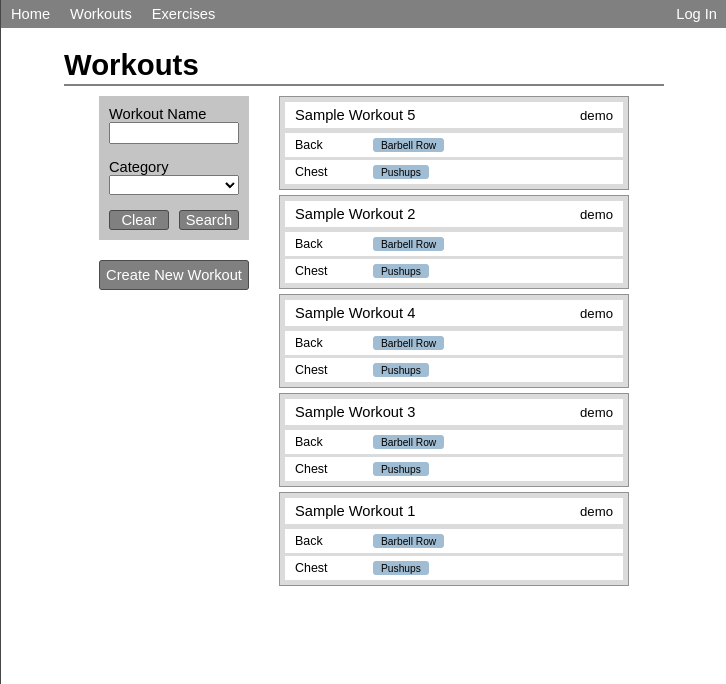 Home Workouts Exercises Log In
Workouts
Workout Name
Category
Clear Search
Create New Workout
Sample Workout 5 demo
Back Barbell Row
Chest Pushups
Sample Workout 2 demo
Back Barbell Row
Chest Pushups
Sample Workout 4 demo
Back Barbell Row
Chest Pushups
Sample Workout 3 demo
Back Barbell Row
Chest Pushups
Sample Workout 1 demo
Back Barbell Row
Chest Pushups